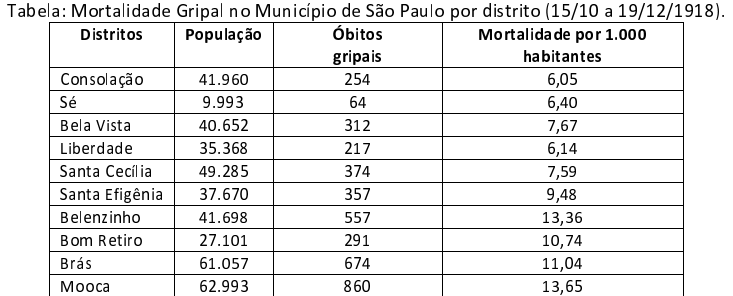 Tabela: Mortalidade Gripal no Município de São Paulo por distrito (15/10 a 19/12/1918).
Distritos População Óbitos gripais Mortalidade por 1.000 habitantes
Consolação 41.960 254 6,05
Sé 9.993 64 6,40
Bela Vista 40.652 312 7,67
Liberdade 35.368 217 6,14
Santa Cecília 49.285 374 7,59
Santa Efigênia 37.670 357 9,48
Belenzinho 41.698 557 13,36
Bom Retiro 27.101 291 10,74
Brás 61.057 674 11,04
Mooca 62.993 860 13,65